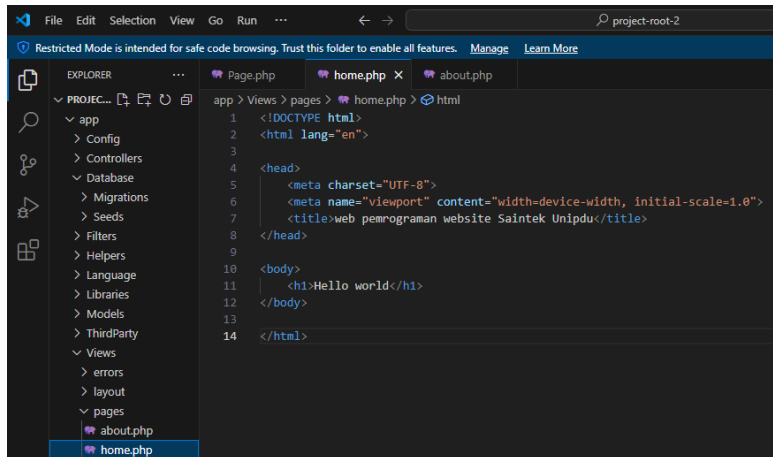 File Edit Selection View Go Run ··· ← → project-root-2
Restricted Mode is intended for safe code browsing. Trust this folder to enable all features. Manage Learn More
EXPLORER ···
PROJEC...
app
Config
Controllers
Database
Migrations
Seeds
Filters
Helpers
Language
Libraries
Models
ThirdParty
Views
errors
layout
pages
about.php
home.php
Page.php home.php × about.php
app > Views > pages > home.php > html
1 <!DOCTYPE html>
2 <html lang="en">
3
4 <head>
5 <meta charset="UTF-8">
6 <meta name="viewport" content="width=device-width, initial-scale=1.0">
7 <title>web pemrograman website Saintek Unipdu</title>
8 </head>
9
10 <body>
11 <h1>Hello world</h1>
12 </body>
13
14 </html>